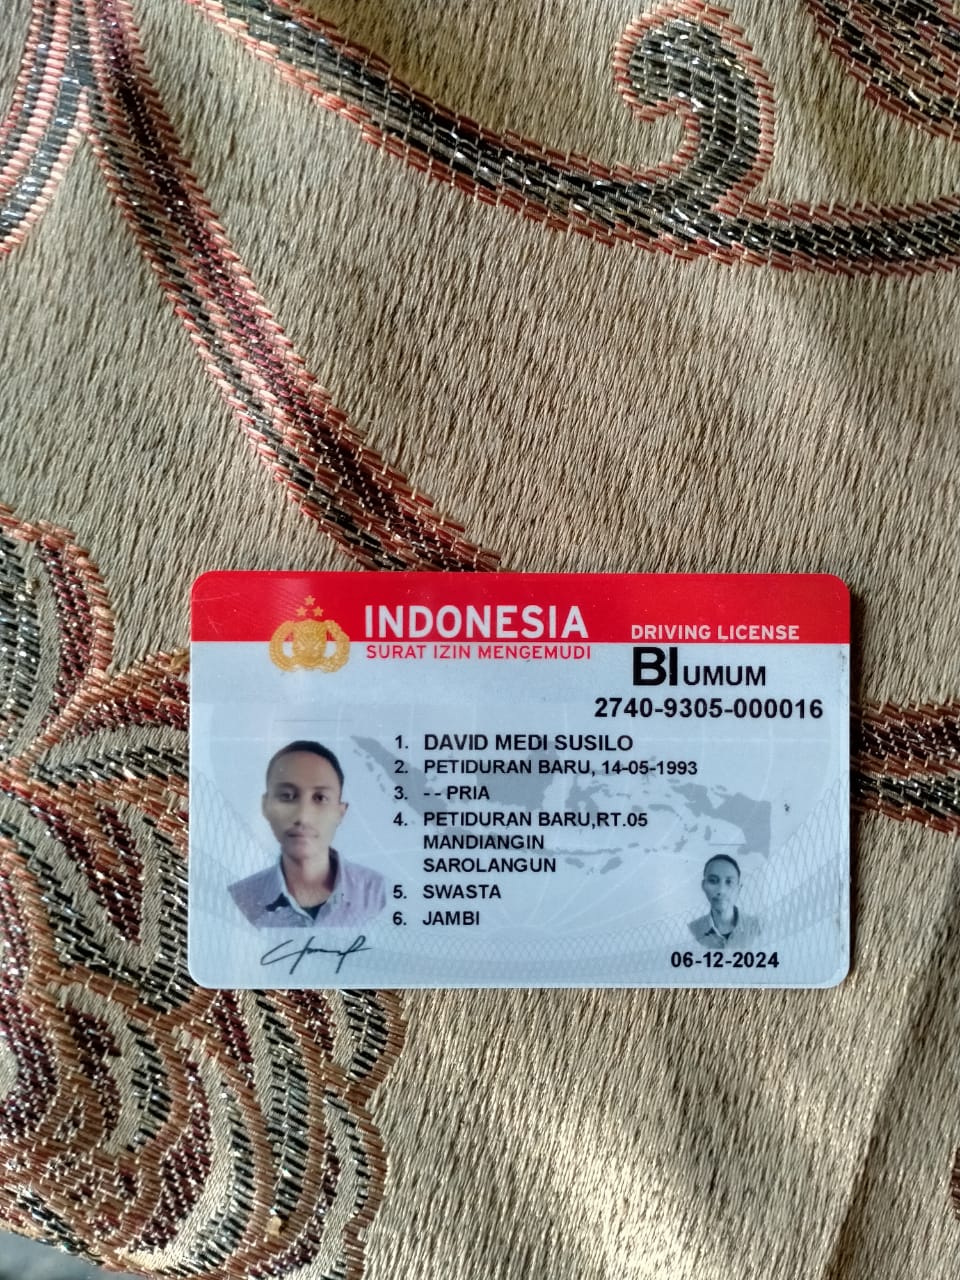 INDONESIA
SURAT IZIN MENGEMUDI
DRIVING LICENSE
BI UMUM
2740-9305-000016
1. DAVID MEDI SUSILO
2. PETIDURAN BARU, 14-05-1993
3. - - PRIA
4. PETIDURAN BARU,RT.05
MANDIANGIN
SAROLANGUN
5. SWASTA
6. JAMBI
06-12-2024